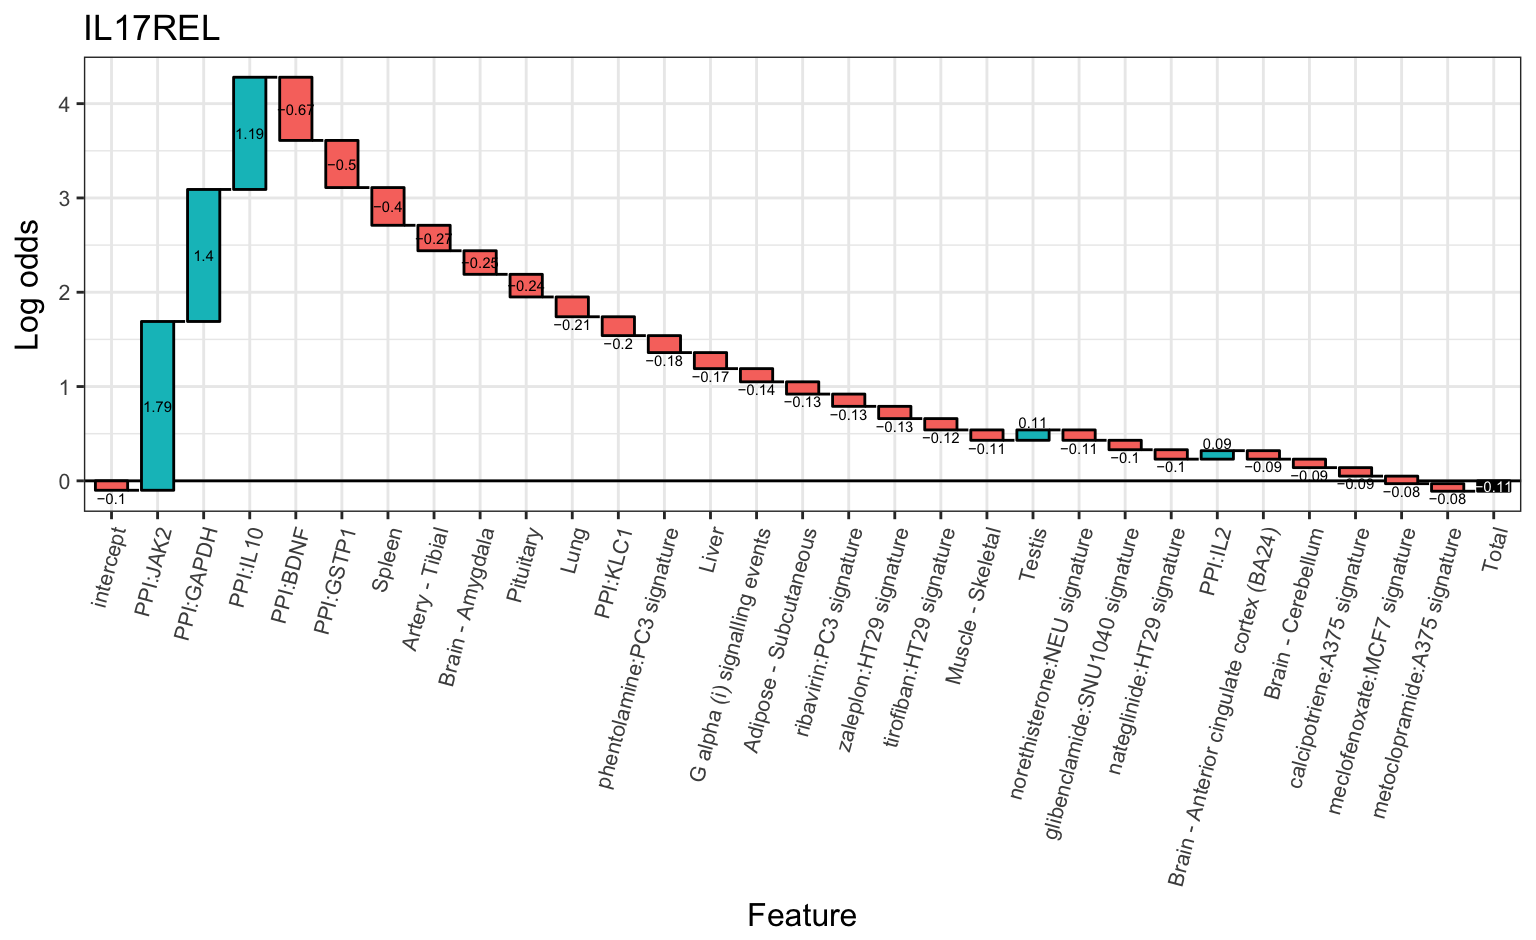 IL17REL
Log odds
4
3
2
1
0
−0.1
1.79
1.4
1.19
−0.67
−0.5
−0.4
−0.27
−0.25
−0.24
−0.21
−0.2
−0.18
−0.17
−0.14
−0.13
−0.13
−0.13
−0.12
−0.11
0.11
−0.11
−0.1
−0.1
0.09
−0.09
−0.09
−0.09
−0.08
−0.08
−0.11
intercept
PPI:JAK2
PPI:GAPDH
PPI:IL10
PPI:BDNF
PPI:GSTP1
Spleen
Artery - Tibial
Brain - Amygdala
Pituitary
Lung
PPI:KLC1
phentolamine:PC3 signature
Liver
G alpha (i) signalling events
Adipose - Subcutaneous
ribavirin:PC3 signature
zaleplon:HT29 signature
tirofiban:HT29 signature
Muscle - Skeletal
Testis
norethisterone:NEU signature
glibenclamide:SNU1040 signature
nateglinide:HT29 signature
PPI:IL2
Brain - Anterior cingulate cortex (BA24)
Brain - Cerebellum
calcipotriene:A375 signature
meclofenoxate:MCF7 signature
metoclopramide:A375 signature
Total
Feature